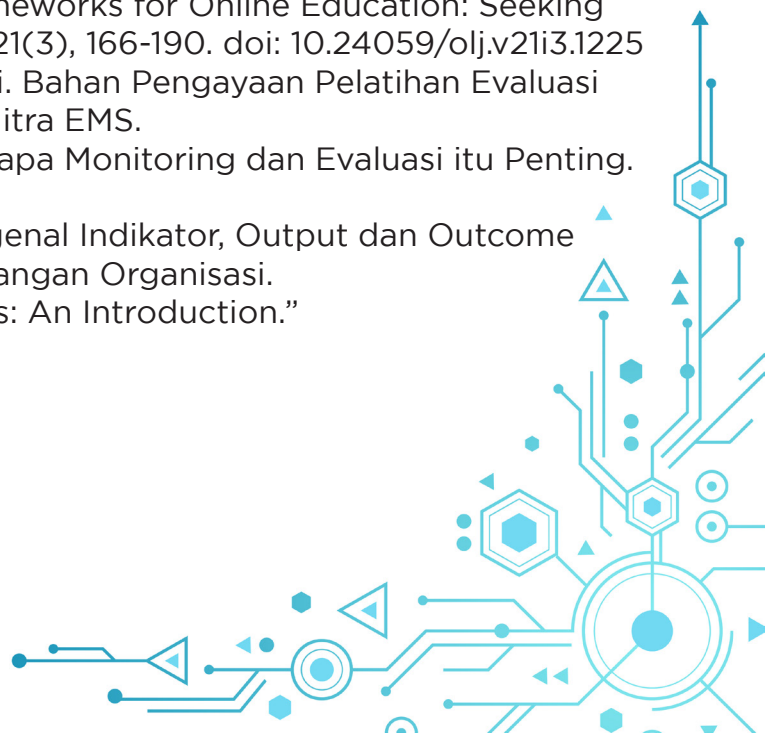 neworks for Online Education: Seeking
21(3), 166-190. doi: 10.24059/olj.v21i3.1225
i. Bahan Pengayaan Pelatihan Evaluasi
itra EMS.
apa Monitoring dan Evaluasi itu Penting.
genal Indikator, Output dan Outcome
angan Organisasi.
s: An Introduction.”